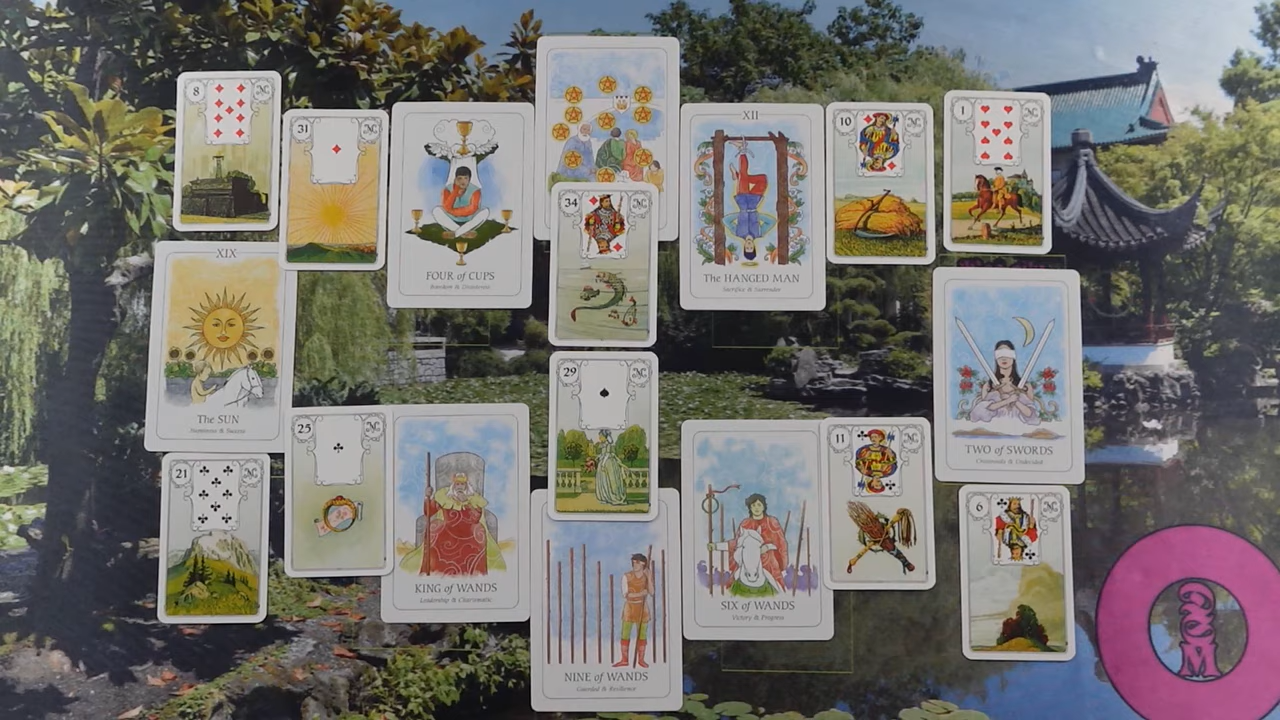 8
31
34
XII
10
1
FOUR of CUPS
The HANGED MAN
Sacrifice & Surrender
XIX
The SUN
Happiness & Success
29
TWO of SWORDS
Crossroads & Undecided
25
11
21
6
KING of WANDS
Leadership & Charismatic
SIX of WANDS
Victory & Progress
NINE of WANDS
Guarded & Resilience